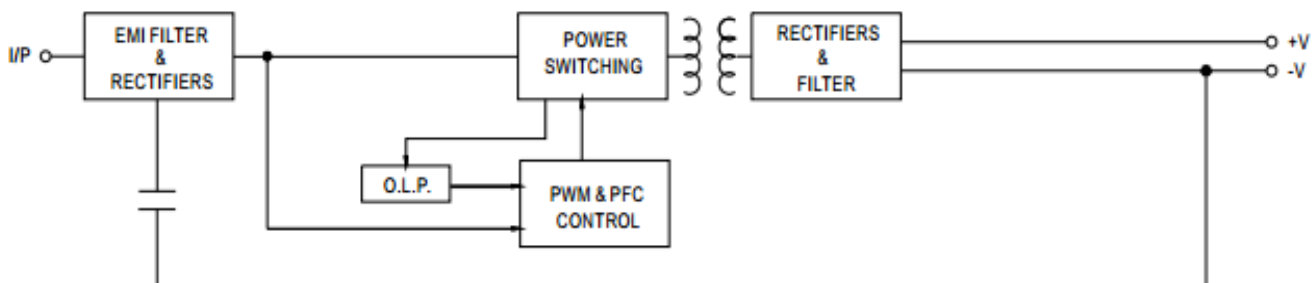 I/P
EMI FILTER
&
RECTIFIERS
POWER
SWITCHING
RECTIFIERS
&
FILTER
+V
-V
O.L.P.
PWM & PFC
CONTROL